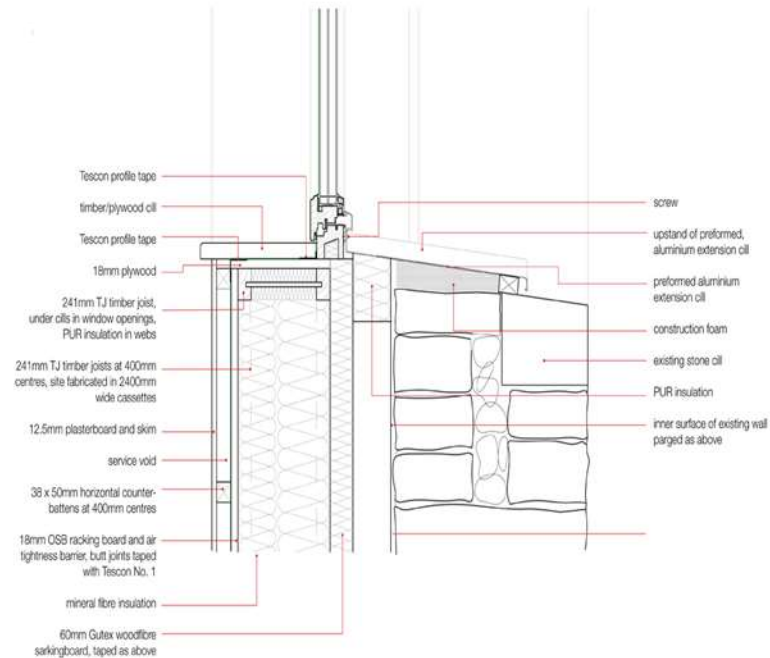 Tescon profile tape
timber/plywood cill
Tescon profile tape
18mm plywood
241mm TJ timber joist,
under cills in window openings,
PUR insulation in webs
241mm TJ timber joists at 400mm
centres, site fabricated in 2400mm
wide cassettes
12.5mm plasterboard and skim
service void
38 x 50mm horizontal counter-
battens at 400mm centres
18mm OSB racking board and air
tightness barrier, butt joints taped
with Tescon No. 1
mineral fibre insulation
60mm Gutex woodfibre
sarkingboard, taped as above
screw
upstand of preformed,
aluminium extension cill
preformed aluminium
extension cill
construction foam
existing stone cill
PUR insulation
inner surface of existing wall
parged as above